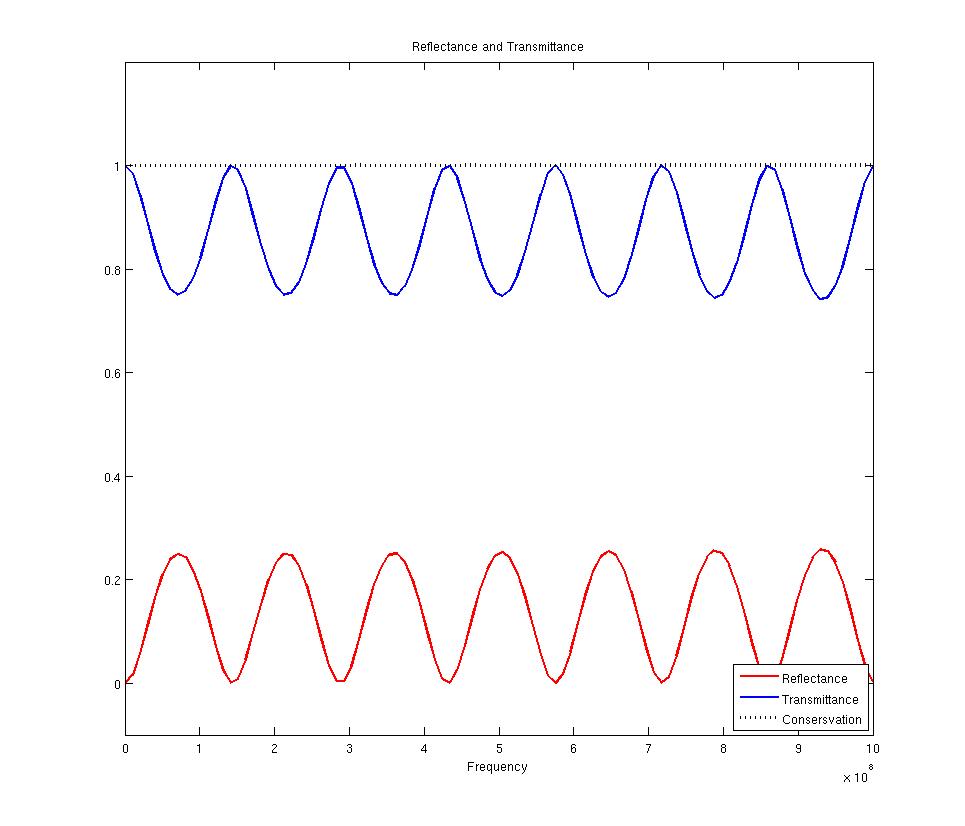 Reflectance and Transmittance
1
0.8
0.6
0.4
0.2
0
Reflectance
Transmittance
Consersvation
0 1 2 3 4 5 6 7 8 9 10
Frequency
x 10^8